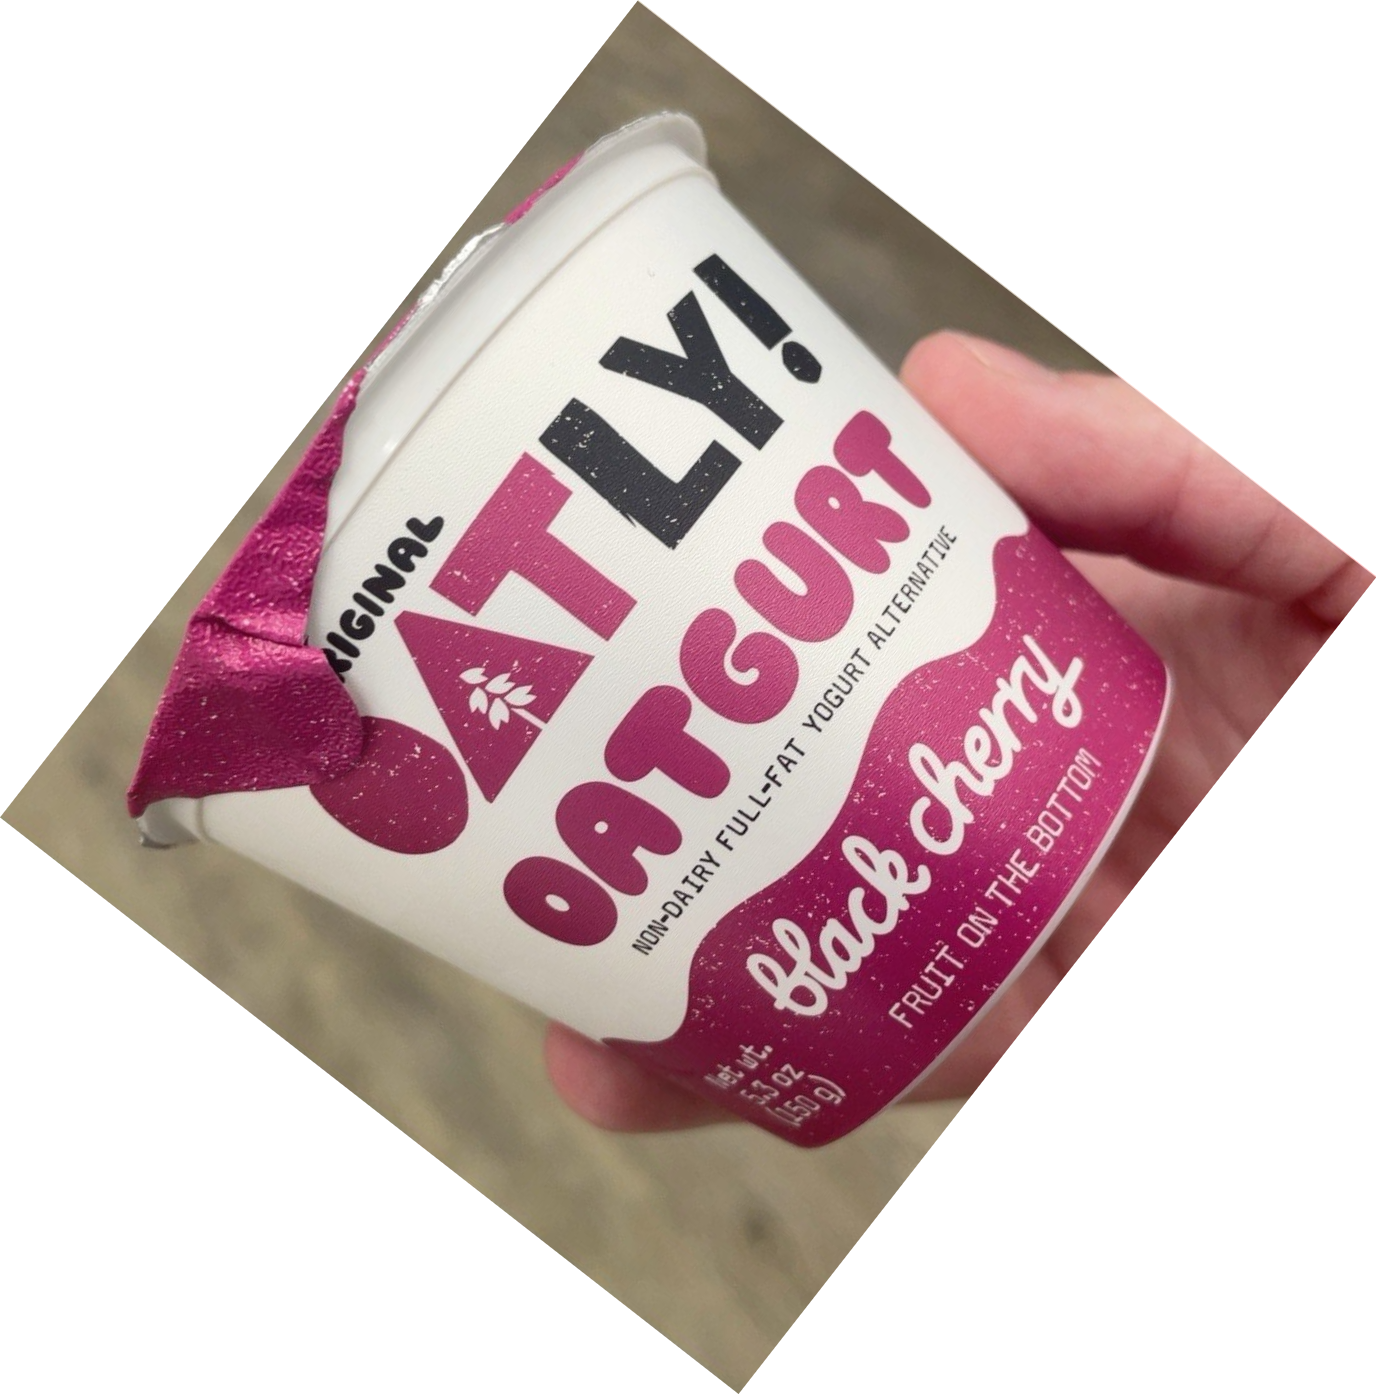 ORIGINAL
OATLY!
OATGURT
NON-DAIRY FULL-FAT YOGURT ALTERNATIVE
black cherry
FRUIT ON THE BOTTOM
Net wt.
5.3 oz
(150 g)